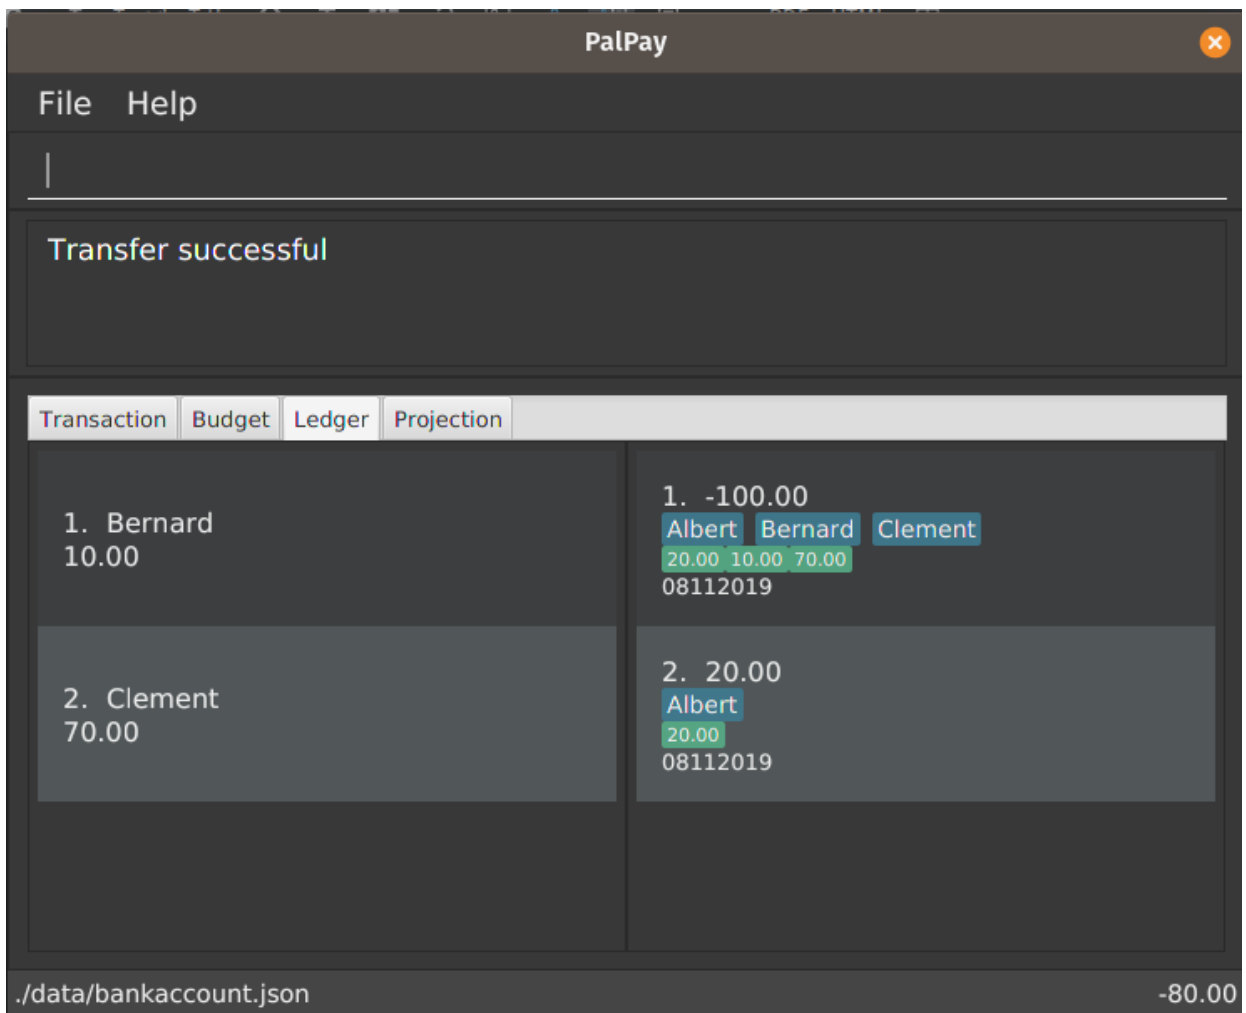 PalPay
File Help
Transfer successful
Transaction Budget Ledger Projection
1. Bernard
10.00
2. Clement
70.00
1. -100.00
Albert Bernard Clement
20.00 10.00 70.00
08112019
2. 20.00
Albert
20.00
08112019
./data/bankaccount.json -80.00